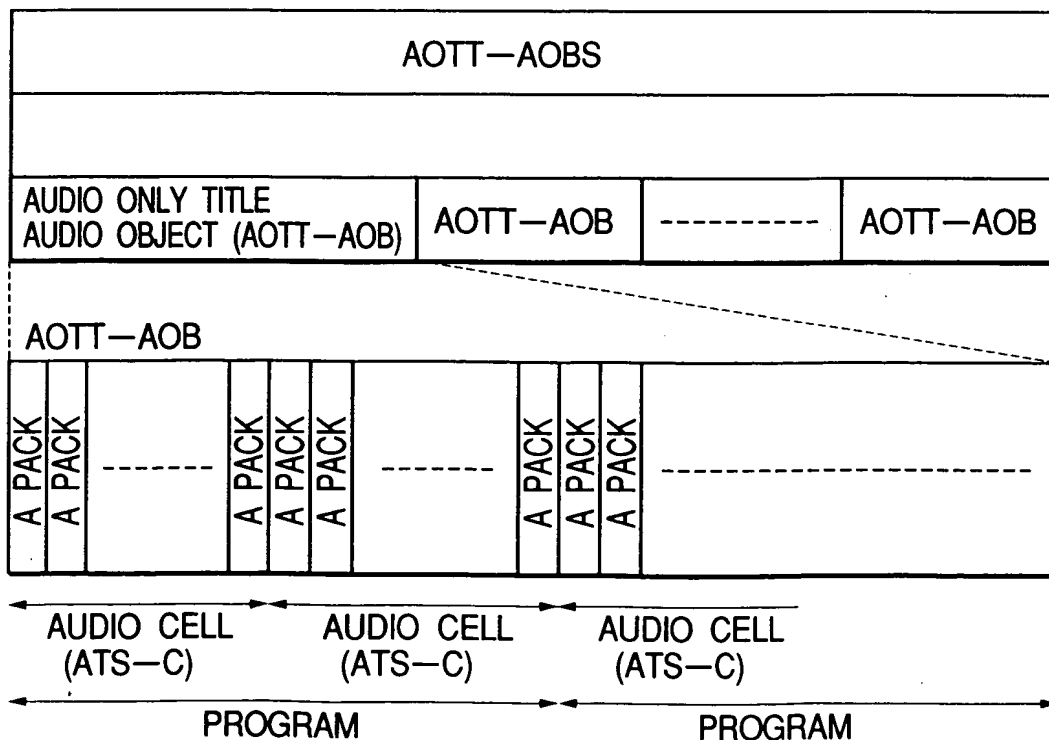 AOTT—AOBS
AUDIO ONLY TITLE
AUDIO OBJECT (AOTT—AOB)
AOTT—AOB
AOTT—AOB
AOTT—AOB
A PACK
A PACK
A PACK
A PACK
A PACK
A PACK
A PACK
A PACK
AUDIO CELL
(ATS—C)
AUDIO CELL
(ATS—C)
AUDIO CELL
(ATS—C)
PROGRAM
PROGRAM